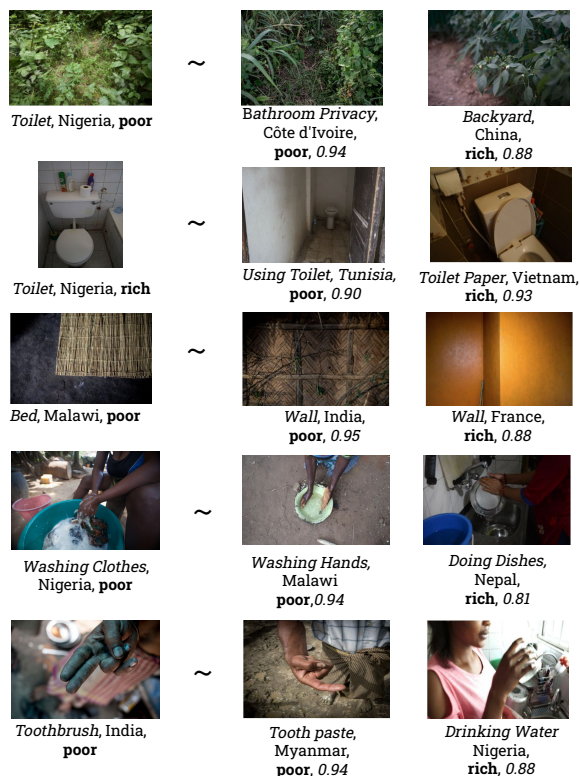 ~
Toilet, Nigeria, poor
Bathroom Privacy,
Côte d'Ivoire,
poor, 0.94
Backyard,
China,
rich, 0.88
~
Toilet, Nigeria, rich
Using Toilet, Tunisia,
poor, 0.90
Toilet Paper, Vietnam,
rich, 0.93
~
Bed, Malawi, poor
Wall, India,
poor, 0.95
Wall, France,
rich, 0.88
~
Washing Clothes,
Nigeria, poor
Washing Hands,
Malawi
poor,0.94
Doing Dishes,
Nepal,
rich, 0.81
~
Toothbrush, India,
poor
Tooth paste,
Myanmar,
poor, 0.94
Drinking Water
Nigeria,
rich, 0.88